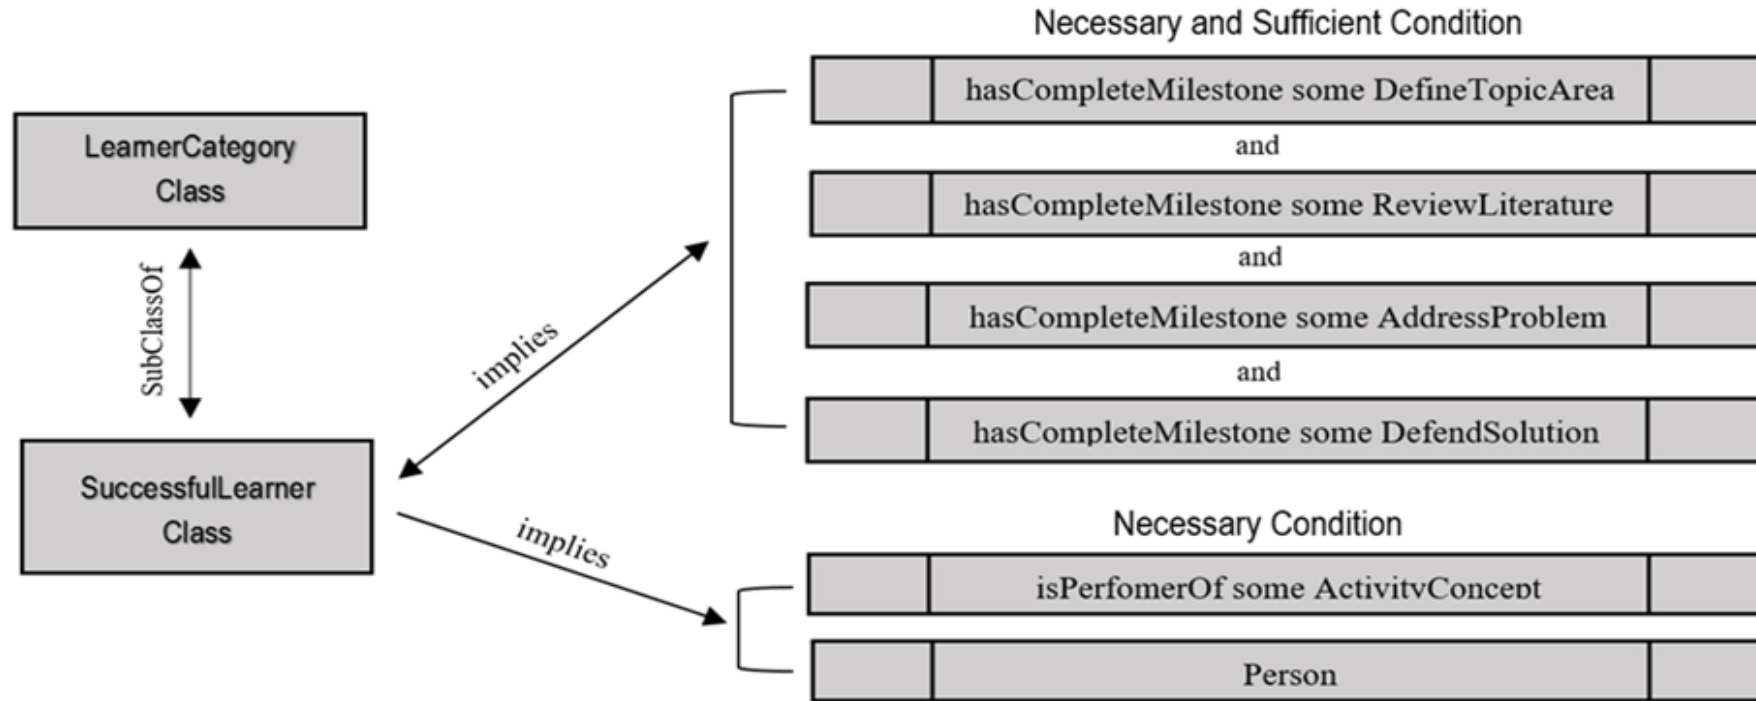 Necessary and Sufficient Condition
hasCompleteMilestone some DefineTopicArea
and
hasCompleteMilestone some ReviewLiterature
and
hasCompleteMilestone some AddressProblem
and
hasCompleteMilestone some DefendSolution
LearnerCategory
Class
SubClassOf
implies
SuccessfulLearner
Class
implies
Necessary Condition
isPerfomerOf some ActivityConcept
Person